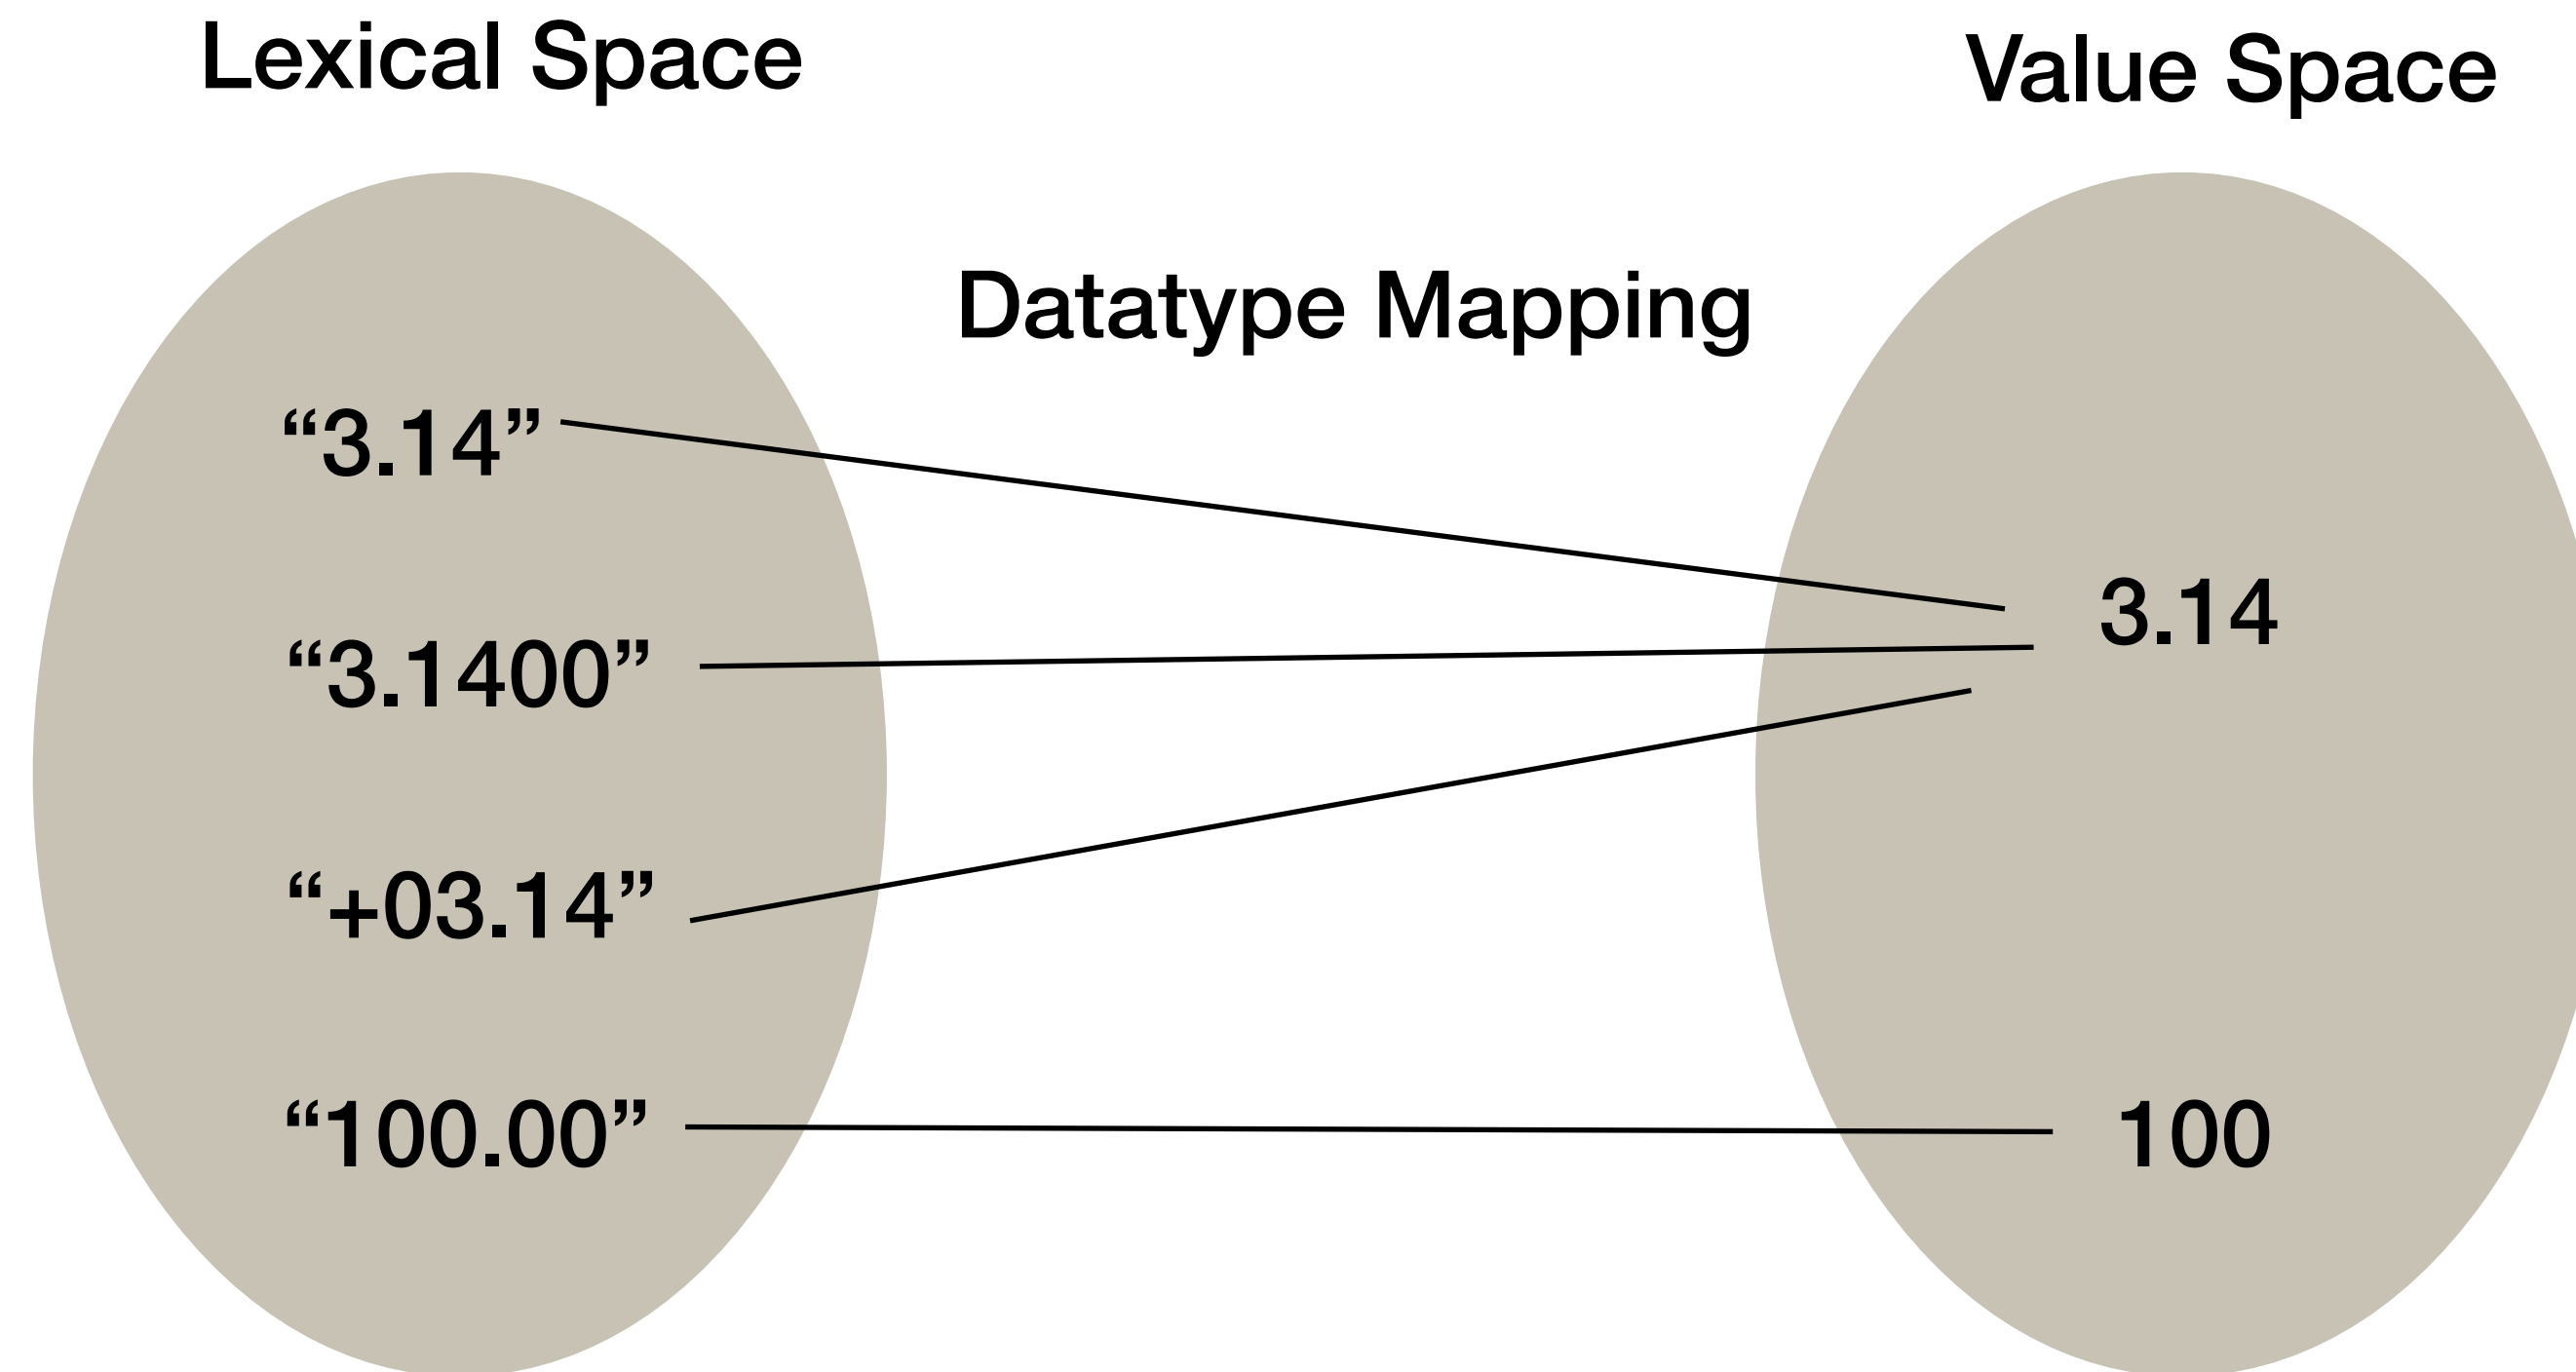 Lexical Space
Value Space
Datatype Mapping
“3.14”
“3.1400”
“+03.14”
“100.00”
3.14
100